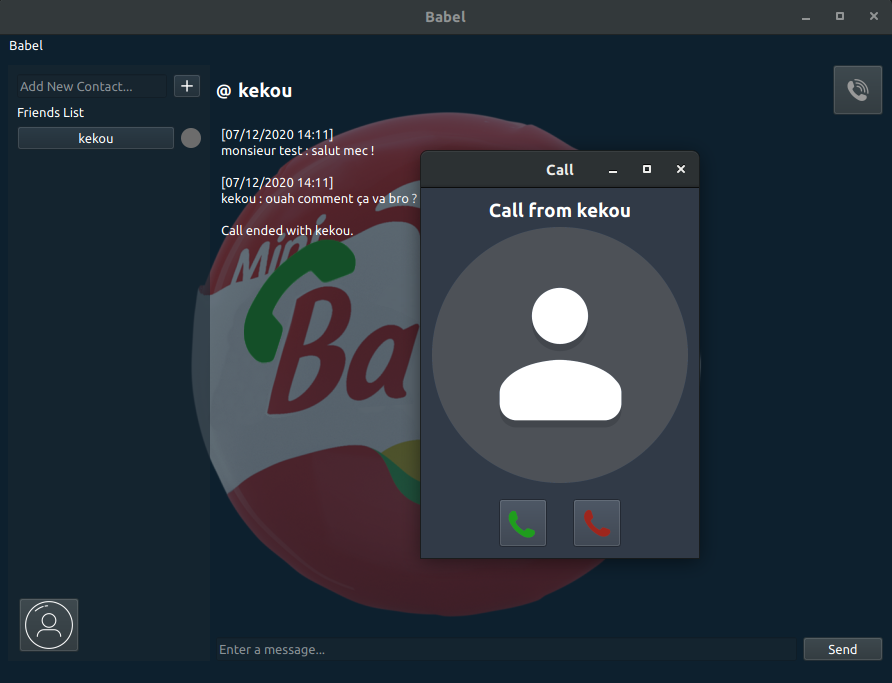 Babel
Babel
Add New Contact...
+
Friends List
kekou
@ kekou
[07/12/2020 14:11]
monsieur test : salut mec !
[07/12/2020 14:11]
kekou : ouah comment ça va bro ?
Call ended with kekou.
Mini
Ba
Call
Call from kekou
Enter a message...
Send